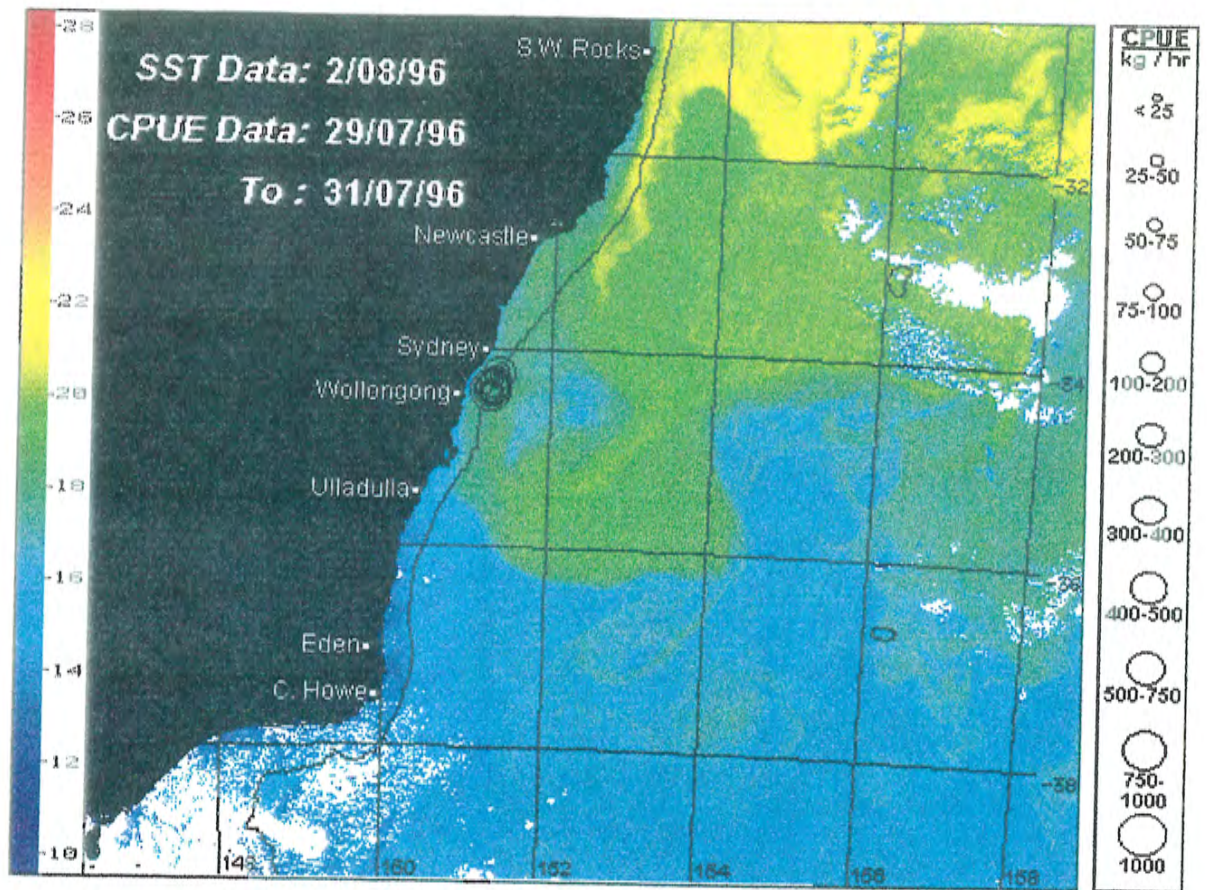 SST Data: 2/08/96
CPUE Data: 29/07/96
To : 31/07/96
S.W. Rocks
Newcastle
Sydney
Wollongong
Ulladulla
Eden
C. Howe
-28
-26
-24
-22
-20
-18
-16
-14
-12
-10
-32
-34
-36
-38
148
150
152
154
156
158
CPUE
kg / hr
< 25
25-50
50-75
75-100
100-200
200-300
300-400
400-500
500-750
750-
1000
1000